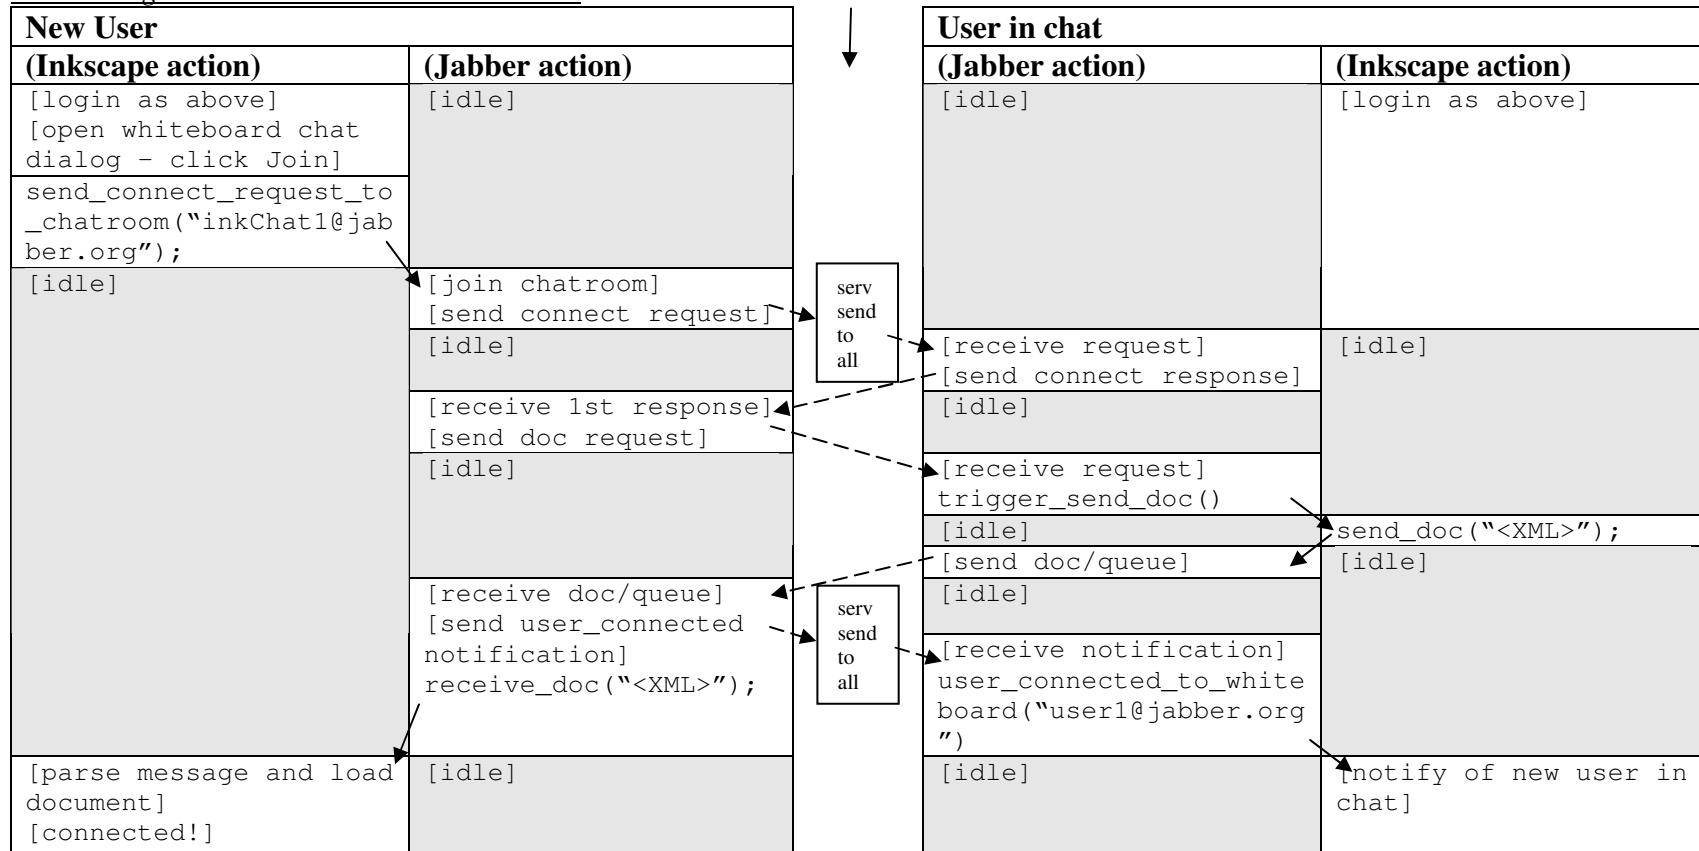 New User
(Inkscape action)
(Jabber action)
[login as above]
[open whiteboard chat
dialog – click Join]
[idle]
send_connect_request_to
_chatroom(“inkChat1@jab
ber.org”);
[idle]
[join chatroom]
[send connect request]
[idle]
[receive 1st response]
[send doc request]
[idle]
[receive doc/queue]
[send user_connected
notification]
receive_doc(“<XML>”);
[parse message and load
document]
[connected!]
[idle]
serv
send
to
all
serv
send
to
all
User in chat
(Jabber action)
(Inkscape action)
[idle]
[login as above]
[receive request]
[send connect response]
[idle]
[idle]
[receive request]
trigger_send_doc()
[idle]
send_doc(“<XML>”);
[send doc/queue]
[idle]
[idle]
[receive notification]
user_connected_to_white
board(“user1@jabber.org
”)
[idle]
[notify of new user in
chat]